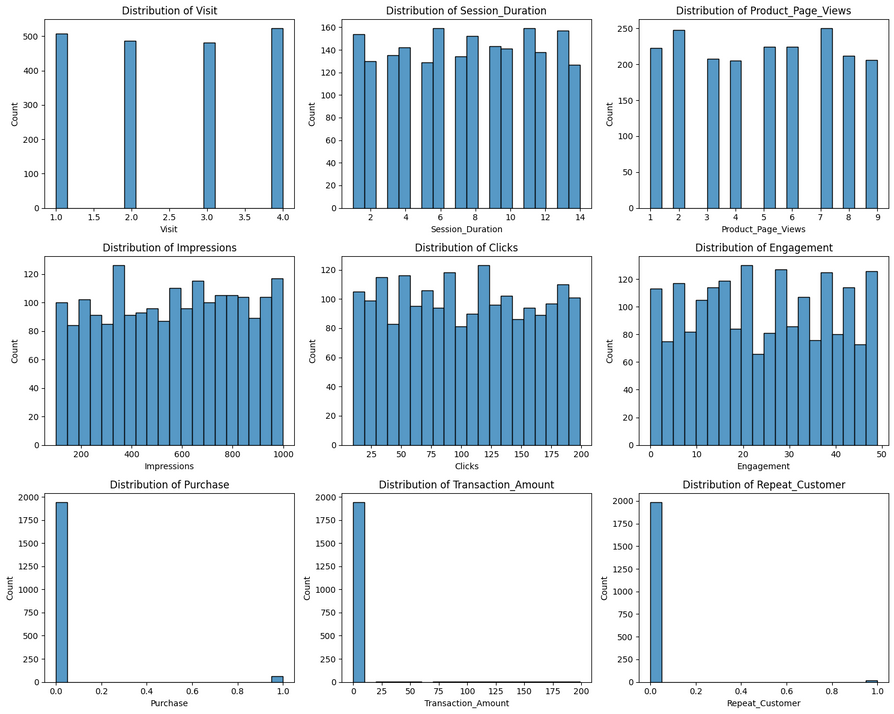 Distribution of Visit
Distribution of Session_Duration
Distribution of Product_Page_Views
500
400
300
200
100
0
Count
1.0 1.5 2.0 2.5 3.0 3.5 4.0
Visit
160
140
120
100
80
60
40
20
0
Count
2 4 6 8 10 12 14
Session_Duration
250
200
150
100
50
0
Count
1 2 3 4 5 6 7 8 9
Product_Page_Views
Distribution of Impressions
Distribution of Clicks
Distribution of Engagement
120
100
80
60
40
20
0
Count
200 400 600 800 1000
Impressions
120
100
80
60
40
20
0
Count
25 50 75 100 125 150 175 200
Clicks
120
100
80
60
40
20
0
Count
0 10 20 30 40 50
Engagement
Distribution of Purchase
Distribution of Transaction_Amount
Distribution of Repeat_Customer
2000
1750
1500
1250
1000
750
500
250
0
Count
0.0 0.2 0.4 0.6 0.8 1.0
Purchase
2000
1750
1500
1250
1000
750
500
250
0
Count
0 25 50 75 100 125 150 175 200
Transaction_Amount
2000
1750
1500
1250
1000
750
500
250
0
Count
0.0 0.2 0.4 0.6 0.8 1.0
Repeat_Customer